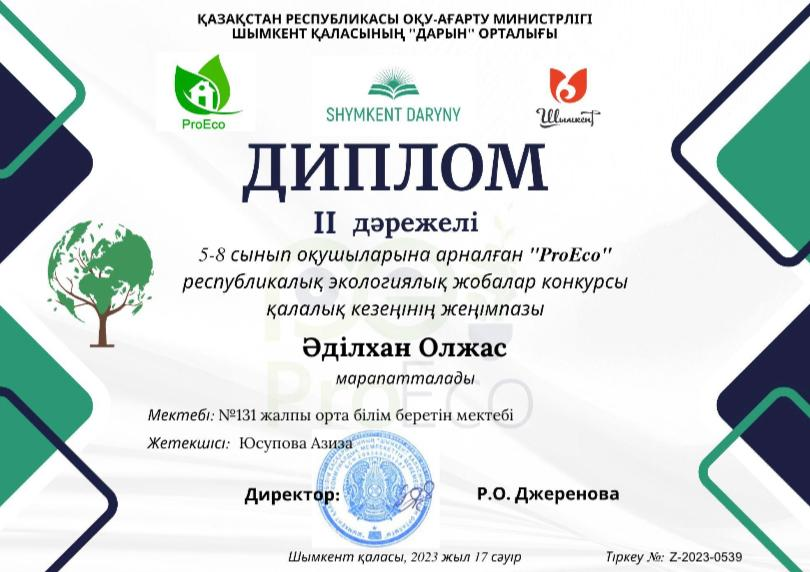 ҚАЗАҚСТАН РЕСПУБЛИКАСЫ ОҚУ-АҒАРТУ МИНИСТРЛІГІ
ШЫМКЕНТ ҚАЛАСЫНЫҢ "ДАРЫН" ОРТАЛЫҒЫ
ProEco
SHYMKENT DARYNY
Шымкент
ДИПЛОМ
II дәрежелі
5-8 сынып оқушыларына арналған "ProEco"
республикалық экологиялық жобалар конкурсы
қалалық кезеңінің жеңімпазы
Әділхан Олжас
марапатталады
ProEco
Мектебі: №131 жалпы орта білім беретін мектебі
Жетекшісі: Юсупова Азиза
Директор: Р.О. Джеренова
Шымкент қаласы, 2023 жыл 17 сәуір Тіркеу №: Z-2023-0539